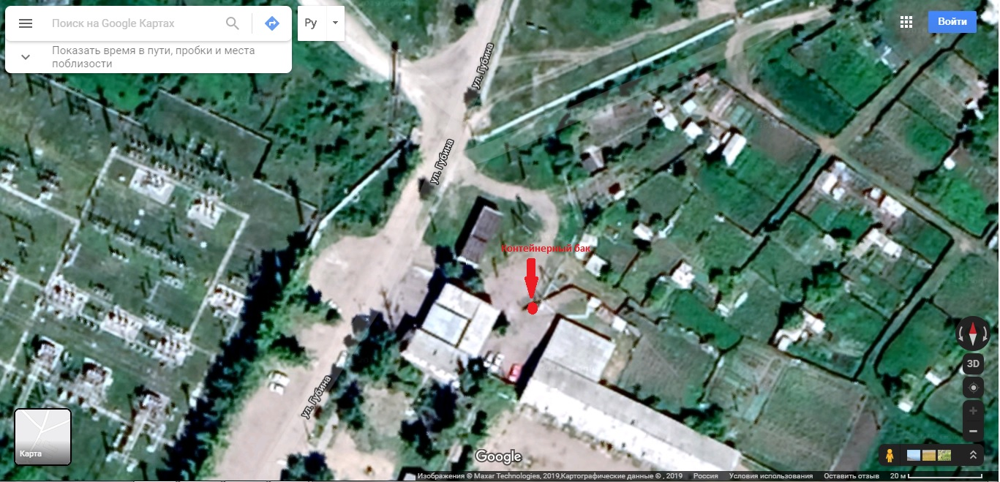 Поиск на Google Картах
Ру
Войти
Показать время в пути, пробки и места
поблизости
ул. Губина
ул. Губина
Контейнерный бак
ул. Губина
3D
Карта
Google
Изображения © Maxar Technologies, 2019,Картографические данные © , 2019 Россия Условия использования Оставить отзыв 20 м